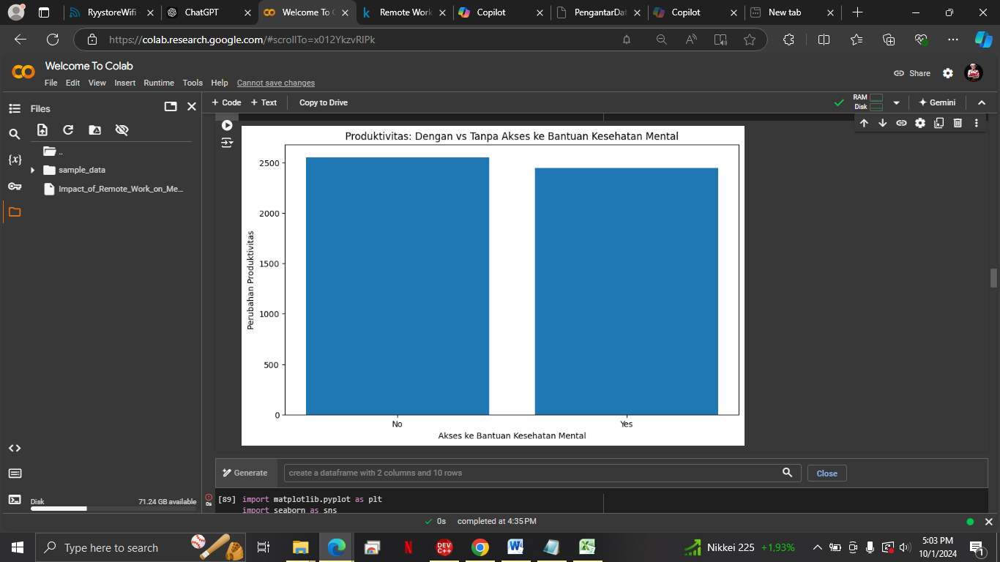 RyystoreWifi
ChatGPT
Welcome To C
Remote Work
Copilot
PengantarDat
Copilot
New tab
https://colab.research.google.com/#scrollTo=x012YkzvRlPk
Welcome To Colab
File Edit View Insert Runtime Tools Help Cannot save changes
Share
+ Code + Text Copy to Drive
RAM
Disk
Gemini
Files
{x}
..
sample_data
Impact_of_Remote_Work_on_Me...
Produktivitas: Dengan vs Tanpa Akses ke Bantuan Kesehatan Mental
Perubahan Produktivitas
2500
2000
1500
1000
500
0
No Yes
Akses ke Bantuan Kesehatan Mental
Generate create a dataframe with 2 columns and 10 rows Close
Disk 71.24 GB available
0s
[89] import matplotlib.pyplot as plt
import seaborn as sns
0s completed at 4:35 PM
Type here to search
DEV C++
Nikkei 225 +1,93%
5:03 PM
10/1/2024
1